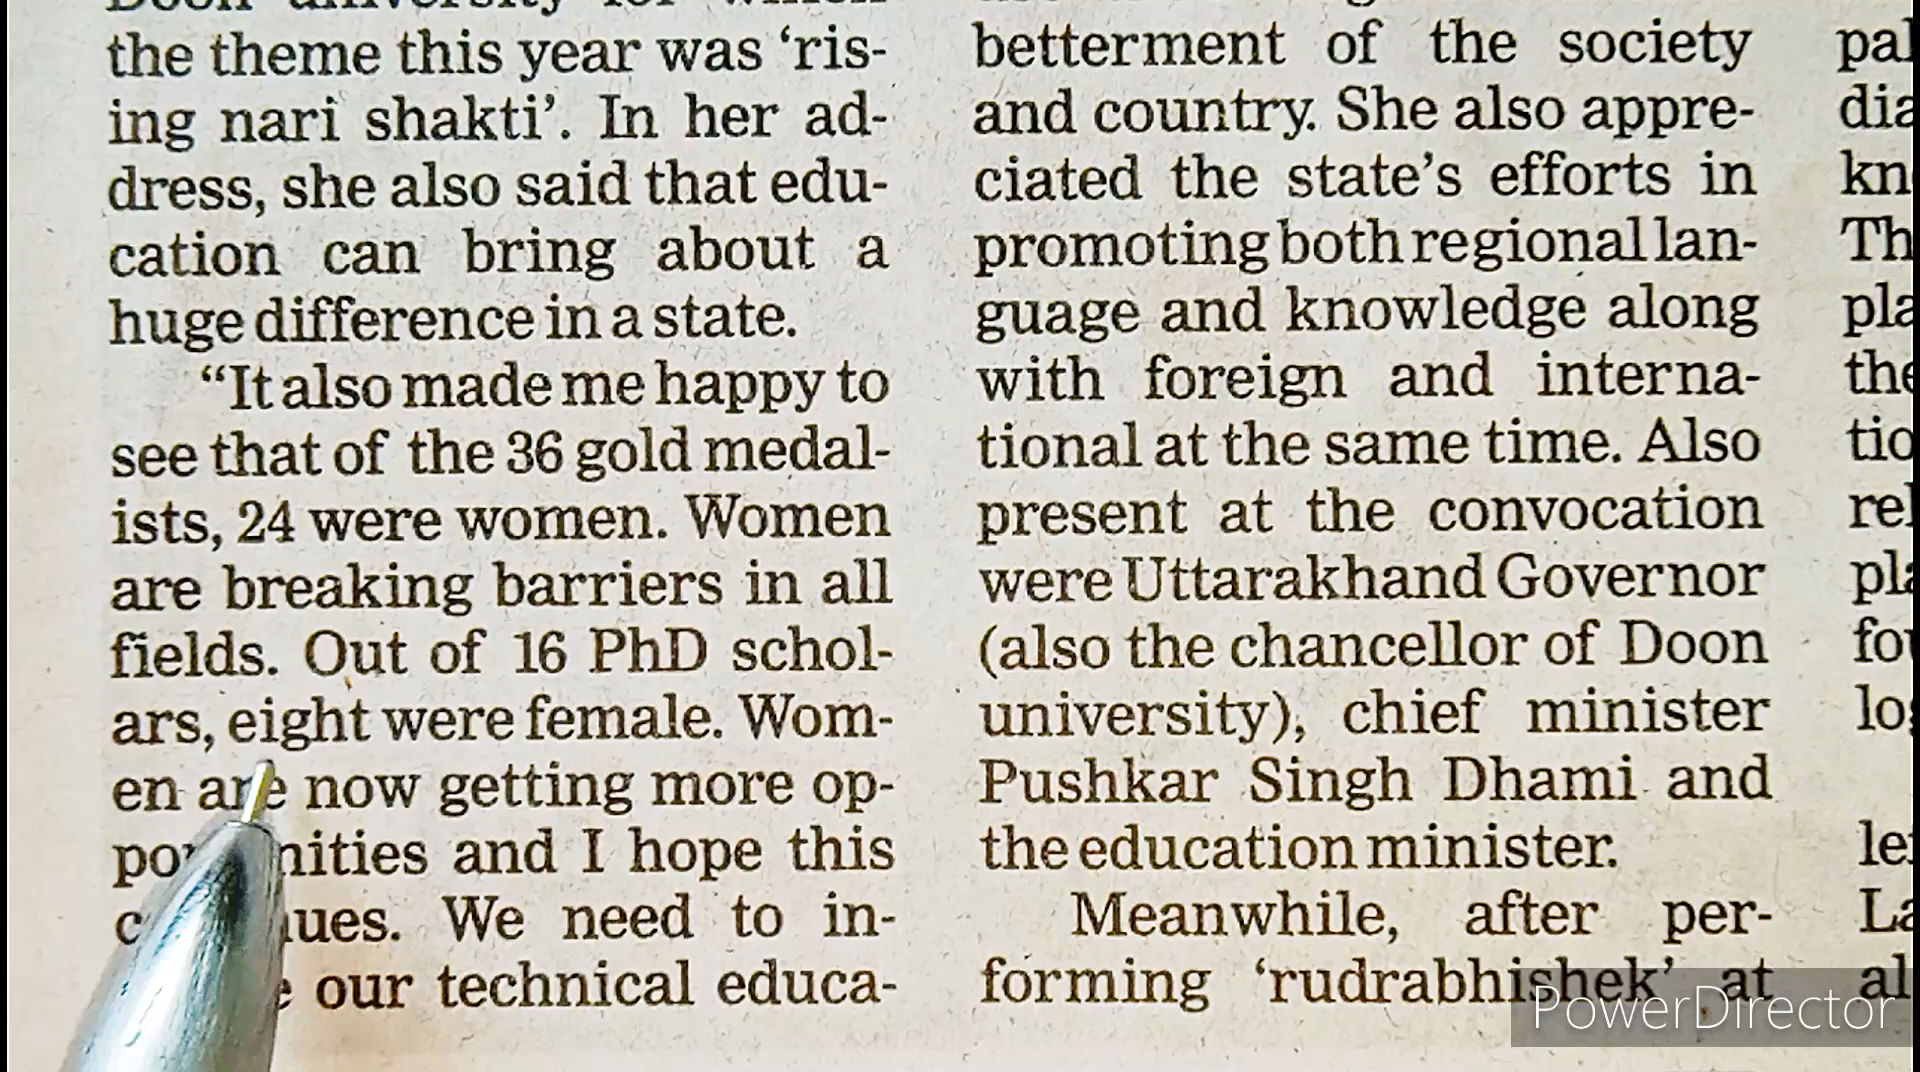 the theme this year was ‘ris-
ing nari shakti’. In her ad-
dress, she also said that edu-
cation can bring about a
huge difference in a state.
“It also made me happy to
see that of the 36 gold medal-
ists, 24 were women. Women
are breaking barriers in all
fields. Out of 16 PhD schol-
ars, eight were female. Wom-
en are now getting more op-
and I hope this
We need to in-
our technical educa-
betterment of the society
and country. She also appre-
ciated the state’s efforts in
promoting both regional lan-
guage and knowledge along
with foreign and interna-
tional at the same time. Also
present at the convocation
were Uttarakhand Governor
(also the chancellor of Doon
university), chief minister
Pushkar Singh Dhami and
the education minister.
Meanwhile, after per-
forming ‘rudrabhishek’ at
PowerDirector